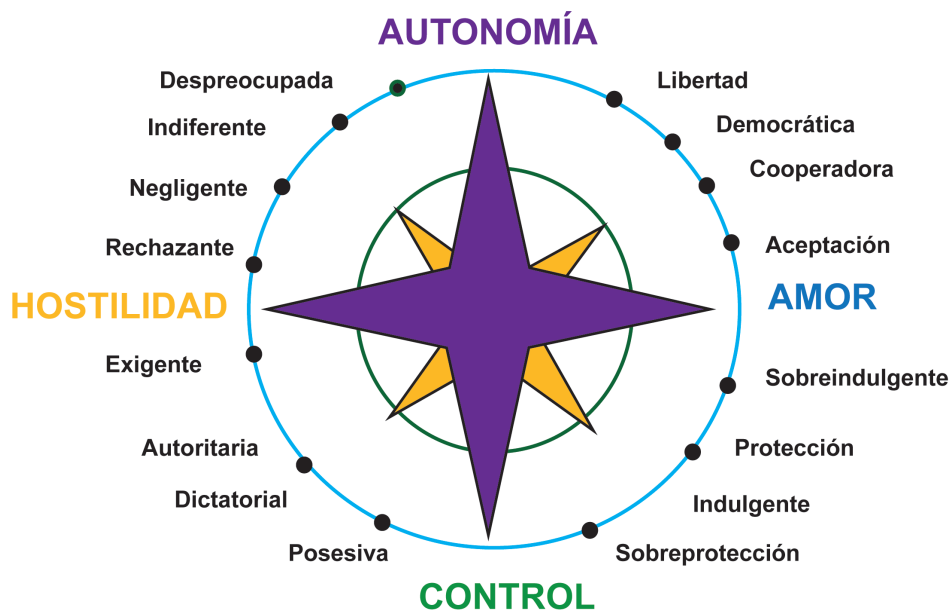 AUTONOMÍA
Despreocupada
Libertad
Indiferente
Democrática
Cooperadora
Negligente
Rechazante
Aceptación
HOSTILIDAD
AMOR
Exigente
Sobreindulgente
Autoritaria
Protección
Dictatorial
Indulgente
Posesiva
Sobreprotección
CONTROL